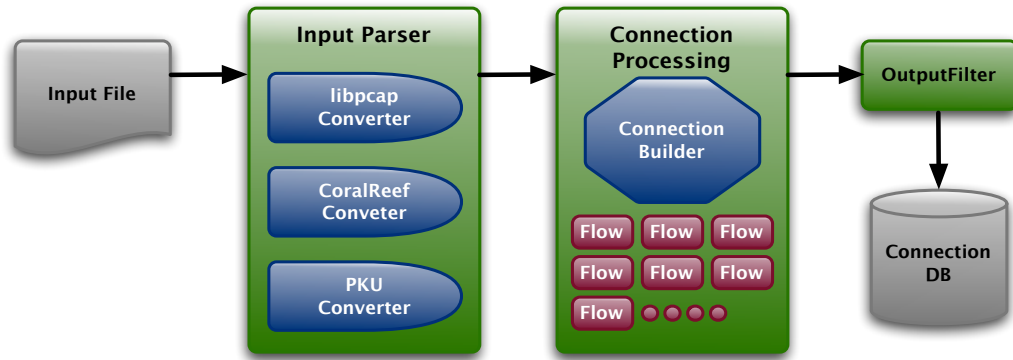 Input File
Input Parser
libpcap
Converter
CoralReef
Conveter
PKU
Converter
Connection
Processing
Connection
Builder
Flow Flow Flow
Flow Flow Flow
Flow
OutputFilter
Connection
DB